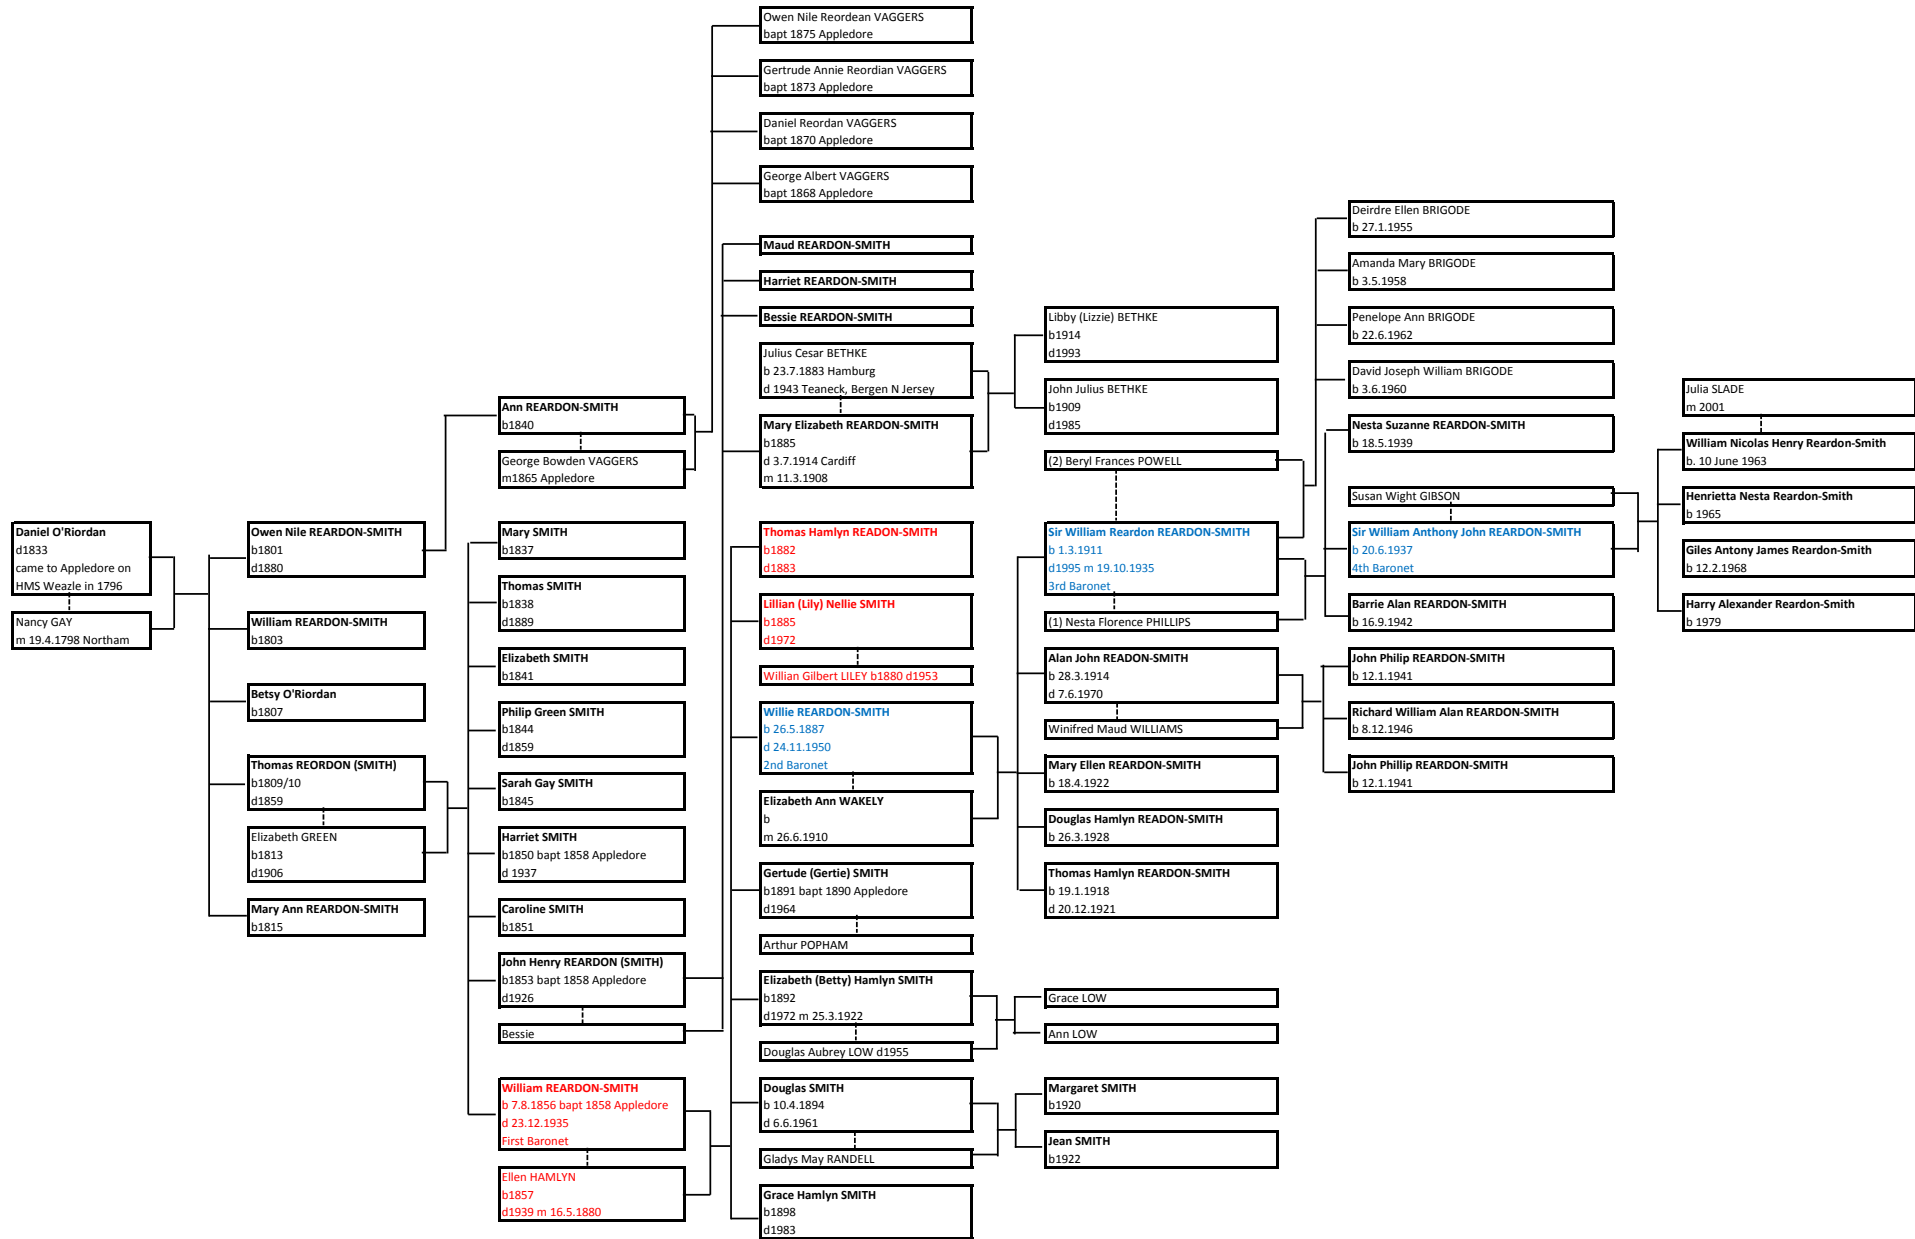 Daniel O'Riordan
d1833
came to Appledore on
HMS Weazle in 1796
Nancy GAY
m 19.4.1798 Northam
Owen Nile REARDON-SMITH
b1801
d1880
William REARDON-SMITH
b1803
Betsy O'Riordan
b1807
Thomas REORDON (SMITH)
b1809/10
d1859
Elizabeth GREEN
b1813
d1906
Mary Ann REARDON-SMITH
b1815
Ann REARDON-SMITH
b1840
George Bowden VAGGERS
m1865 Appledore
Mary SMITH
b1837
Thomas SMITH
b1838
d1889
Elizabeth SMITH
b1841
Philip Green SMITH
b1844
d1859
Sarah Gay SMITH
b1845
Harriet SMITH
b1850 bapt 1858 Appledore
d 1937
Caroline SMITH
b1851
John Henry REARDON (SMITH)
b1853 bapt 1858 Appledore
d1926
Bessie
William REARDON-SMITH
b 7.8.1856 bapt 1858 Appledore
d 23.12.1935
First Baronet
Ellen HAMLYN
b1857
d1939 m 16.5.1880
Owen Nile Reordean VAGGERS
bapt 1875 Appledore
Gertrude Annie Reordian VAGGERS
bapt 1873 Appledore
Daniel Reordan VAGGERS
bapt 1870 Appledore
George Albert VAGGERS
bapt 1868 Appledore
Maud REARDON-SMITH
Harriet REARDON-SMITH
Bessie REARDON-SMITH
Julius Cesar BETHKE
b 23.7.1883 Hamburg
d 1943 Teaneck, Bergen N Jersey
Mary Elizabeth REARDON-SMITH
b1885
d 3.7.1914 Cardiff
m 11.3.1908
Thomas Hamlyn READON-SMITH
b1882
d1883
Lillian (Lily) Nellie SMITH
b1885
d1972
Willian Gilbert LILEY b1880 d1953
Willie REARDON-SMITH
b 26.5.1887
d 24.11.1950
2nd Baronet
Elizabeth Ann WAKELY
b
m 26.6.1910
Gertude (Gertie) SMITH
b1891 bapt 1890 Appledore
d1964
Arthur POPHAM
Elizabeth (Betty) Hamlyn SMITH
b1892
d1972 m 25.3.1922
Douglas Aubrey LOW d1955
Douglas SMITH
b 10.4.1894
d 6.6.1961
Gladys May RANDELL
Grace Hamlyn SMITH
b1898
d1983
Libby (Lizzie) BETHKE
b1914
d1993
John Julius BETHKE
b1909
d1985
(2) Beryl Frances POWELL
Sir William Reardon REARDON-SMITH
b 1.3.1911
d1995 m 19.10.1935
3rd Baronet
(1) Nesta Florence PHILLIPS
Alan John READON-SMITH
b 28.3.1914
d 7.6.1970
Winifred Maud WILLIAMS
Mary Ellen REARDON-SMITH
b 18.4.1922
Douglas Hamlyn READON-SMITH
b 26.3.1928
Thomas Hamlyn REARDON-SMITH
b 19.1.1918
d 20.12.1921
Grace LOW
Ann LOW
Margaret SMITH
b1920
Jean SMITH
b1922
Deirdre Ellen BRIGODE
b 27.1.1955
Amanda Mary BRIGODE
b 3.5.1958
Penelope Ann BRIGODE
b 22.6.1962
David Joseph William BRIGODE
b 3.6.1960
Nesta Suzanne REARDON-SMITH
b 18.5.1939
Susan Wight GIBSON
Sir William Anthony John REARDON-SMITH
b 20.6.1937
4th Baronet
Barrie Alan REARDON-SMITH
b 16.9.1942
John Philip REARDON-SMITH
b 12.1.1941
Richard William Alan REARDON-SMITH
b 8.12.1946
John Phillip REARDON-SMITH
b 12.1.1941
Julia SLADE
m 2001
William Nicolas Henry Reardon-Smith
b. 10 June 1963
Henrietta Nesta Reardon-Smith
b 1965
Giles Antony James Reardon-Smith
b 12.2.1968
Harry Alexander Reardon-Smith
b 1979